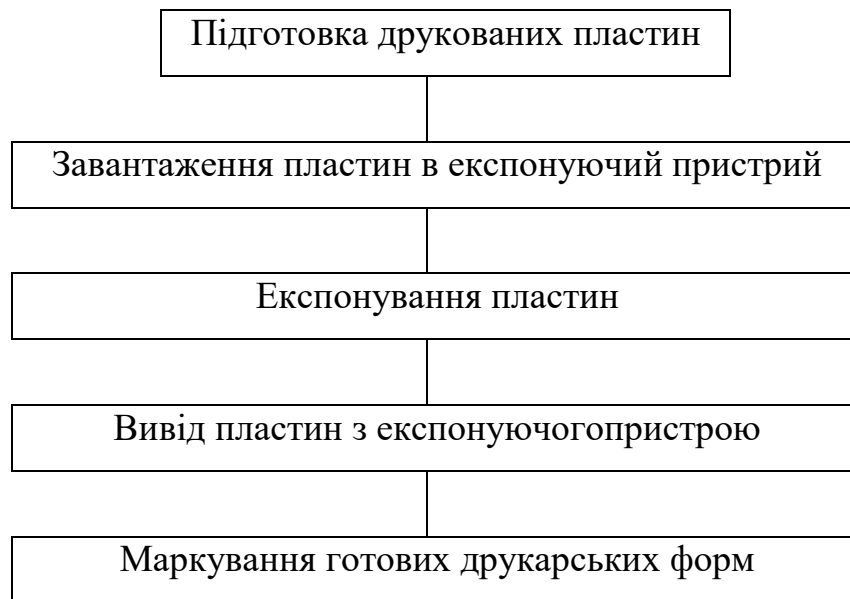 Підготовка друкованих пластин
Завантаження пластин в експонуючий пристрий
Експонування пластин
Вивід пластин з експонуючогопристрою
Маркування готових друкарських форм